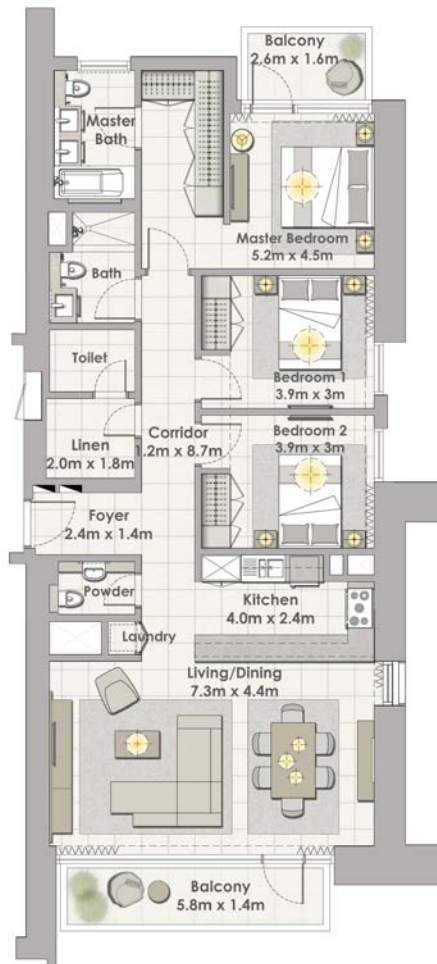 Balcony
2.6m x 1.6m
Master
Bath
Master Bedroom
5.2m x 4.5m
Bath
Toilet
Bedroom 1
3.9m x 3m
Linen
2.0m x 1.8m
Corridor
1.2m x 8.7m
Bedroom 2
3.9m x 3m
Foyer
2.4m x 1.4m
Powder
Kitchen
4.0m x 2.4m
Laundry
Living/Dining
7.3m x 4.4m
Balcony
5.8m x 1.4m